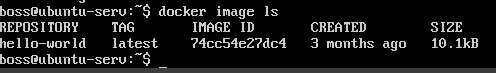 boss@ubuntu-serv:~$ docker image ls
REPOSITORY    TAG       IMAGE ID       CREATED        SIZE
hello-world   latest    74cc54e27dc4   3 months ago   10.1kB
boss@ubuntu-serv:~$ _